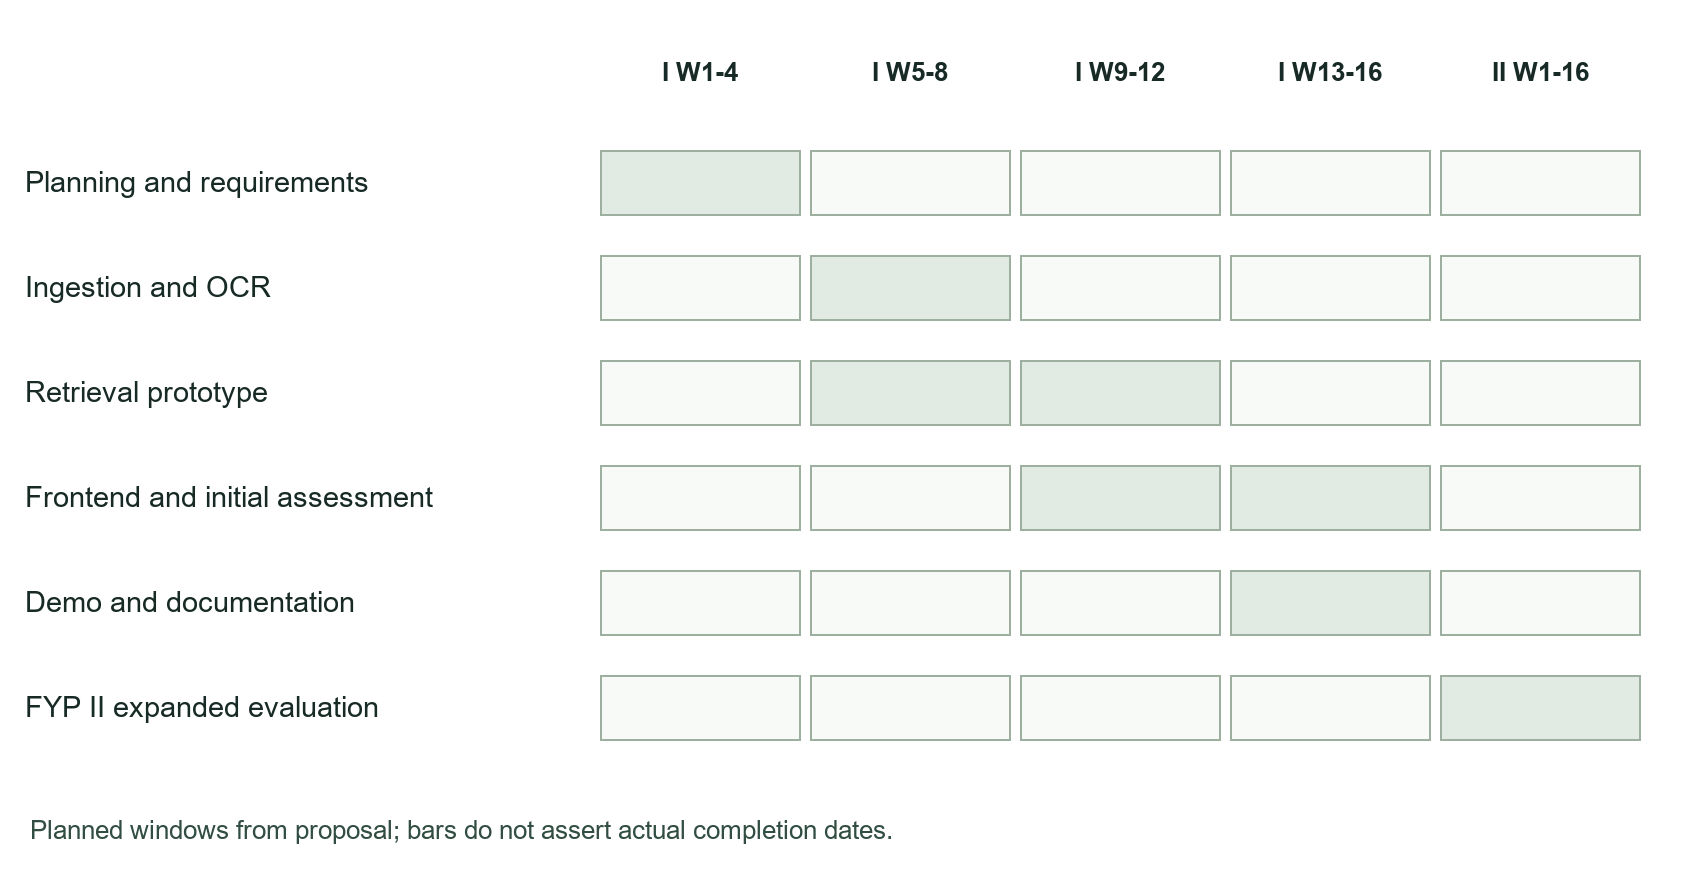 I W1-4 I W5-8 I W9-12 I W13-16 II W1-16
Planning and requirements
Ingestion and OCR
Retrieval prototype
Frontend and initial assessment
Demo and documentation
FYP II expanded evaluation
Planned windows from proposal; bars do not assert actual completion dates.